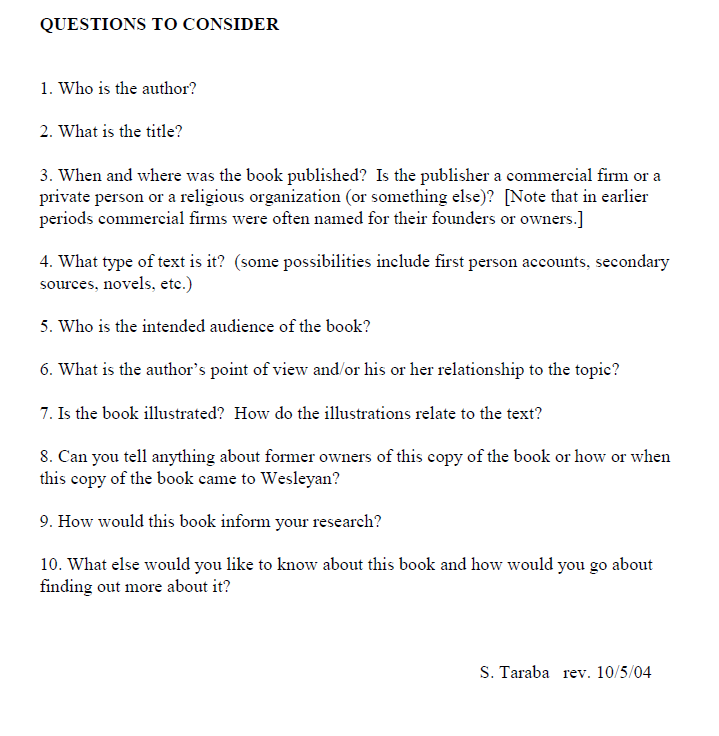 QUESTIONS TO CONSIDER
1. Who is the author?
2. What is the title?
3. When and where was the book published?  Is the publisher a commercial firm or a
private person or a religious organization (or something else)?  [Note that in earlier
periods commercial firms were often named for their founders or owners.]
4. What type of text is it?  (some possibilities include first person accounts, secondary
sources, novels, etc.)
5. Who is the intended audience of the book?
6. What is the author’s point of view and/or his or her relationship to the topic?
7. Is the book illustrated?  How do the illustrations relate to the text?
8. Can you tell anything about former owners of this copy of the book or how or when
this copy of the book came to Wesleyan?
9. How would this book inform your research?
10. What else would you like to know about this book and how would you go about
finding out more about it?
S. Taraba   rev. 10/5/04